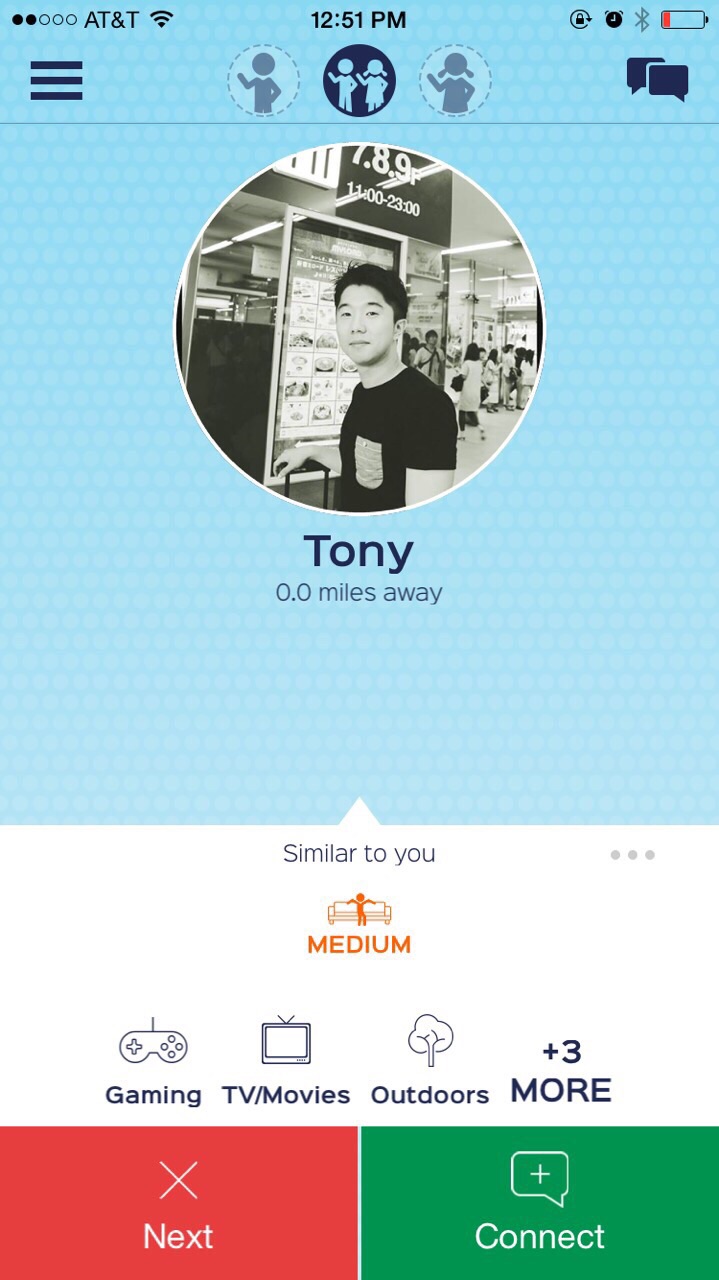 AT&T
12:51 PM
7.8.9F
11:00-23:00
Tony
0.0 miles away
Similar to you
MEDIUM
Gaming
TV/Movies
Outdoors
+3
MORE
Next
Connect